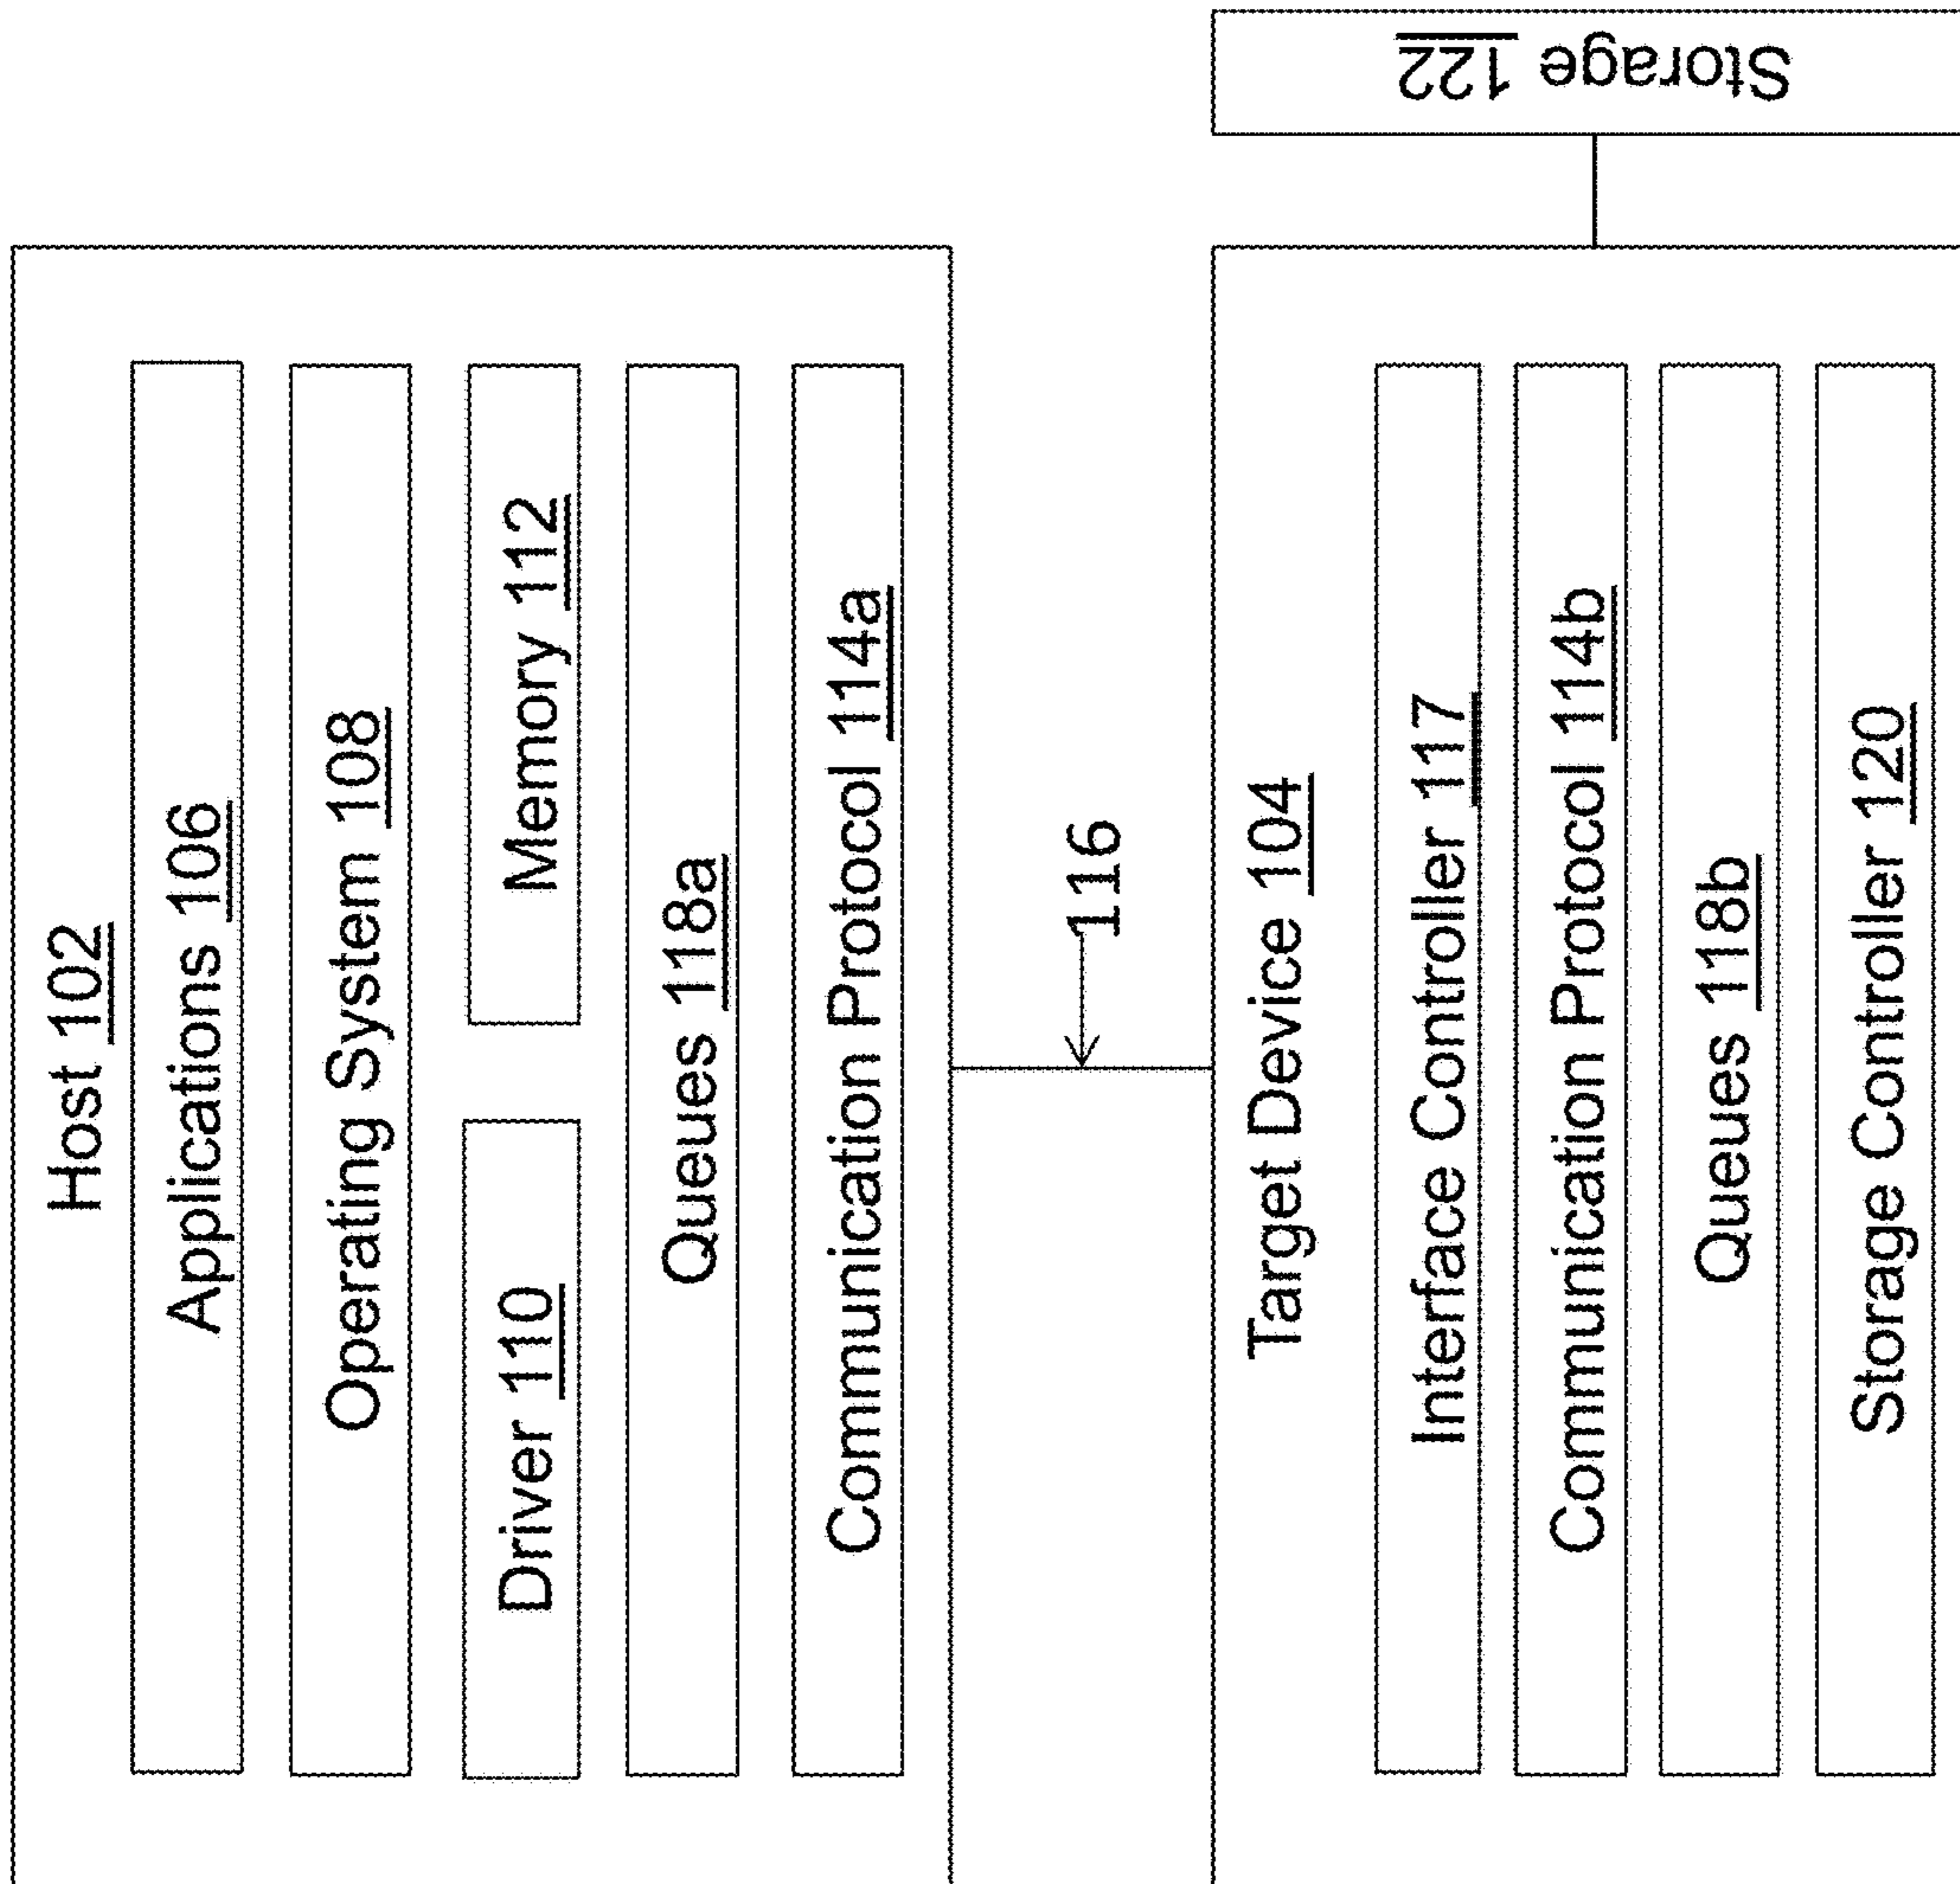 Host 102
Applications 106
Operating System 108
Driver 110
Memory 112
Queues 118a
Communication Protocol 114a
116
Target Device 104
Interface Controller 117
Communication Protocol 114b
Queues 118b
Storage Controller 120
Storage 122